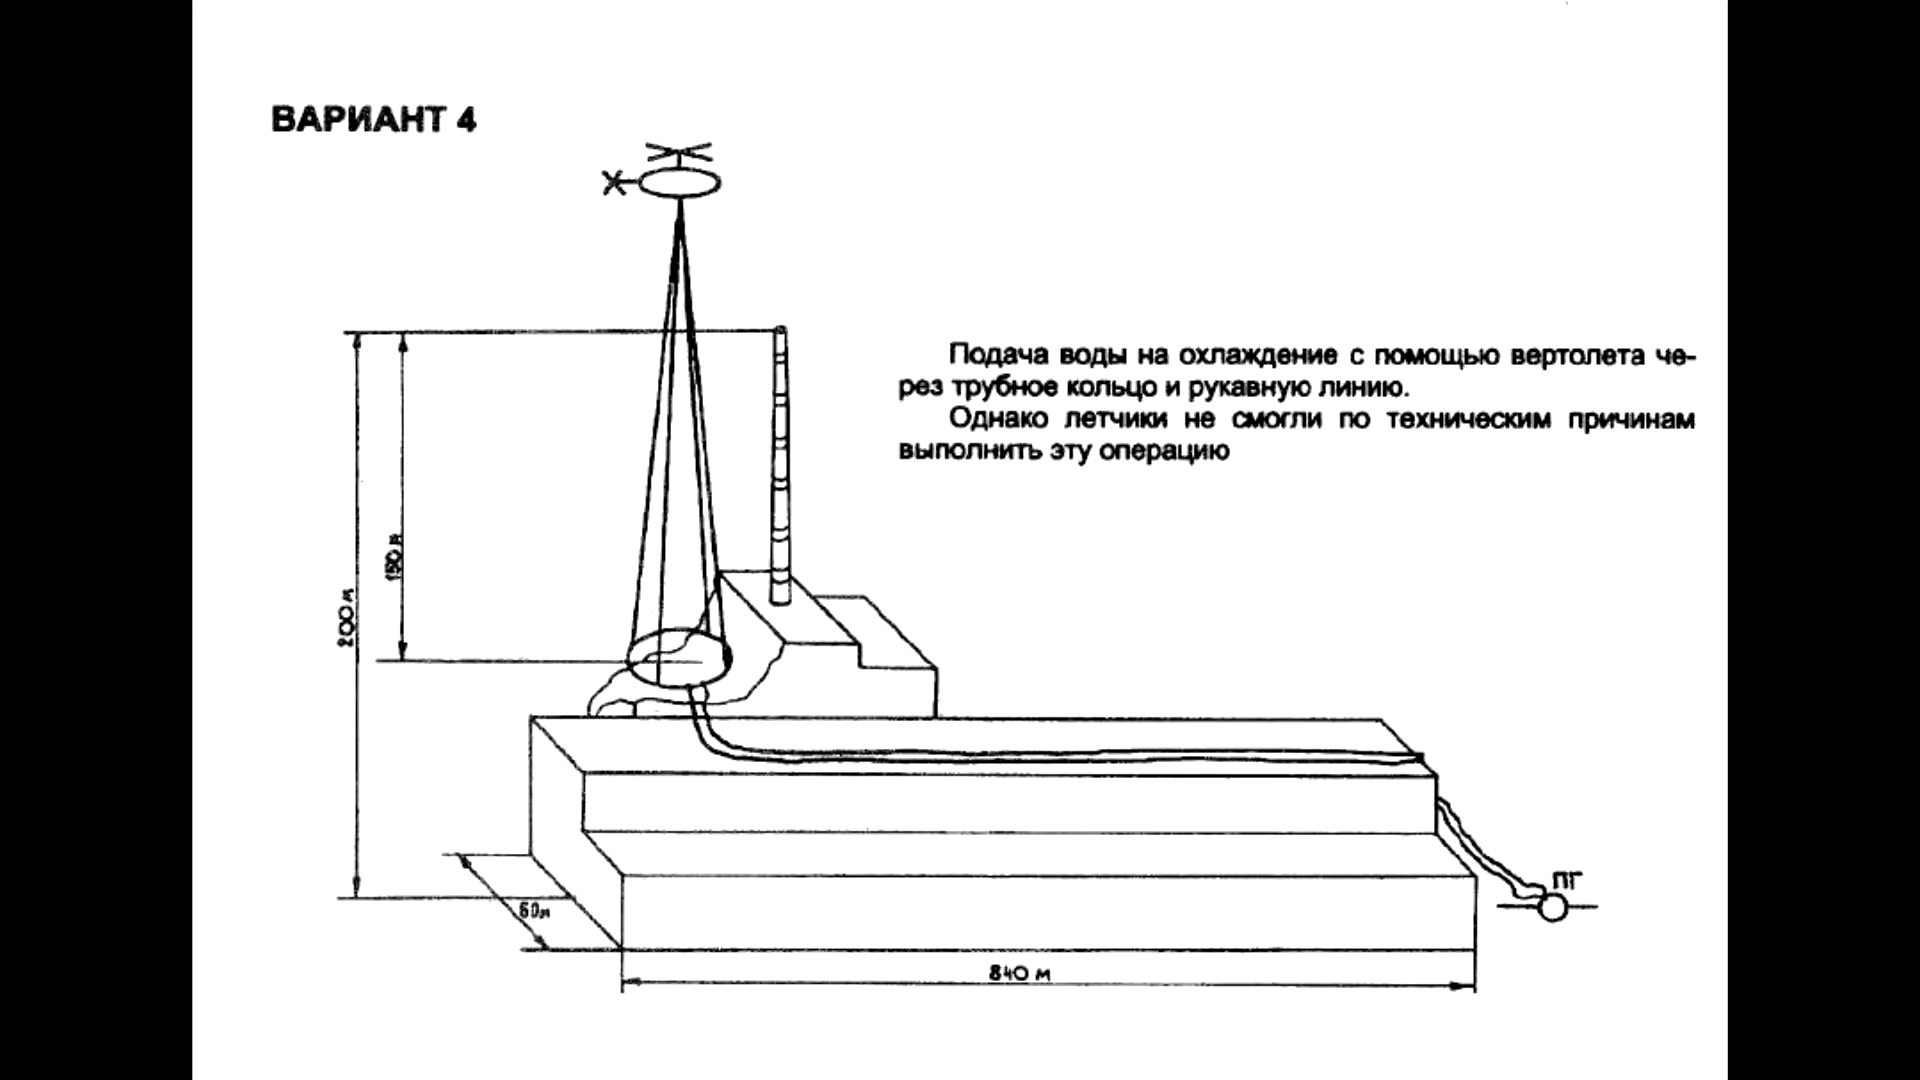 ВАРИАНТ 4
Подача воды на охлаждение с помощью вертолета че-
рез трубное кольцо и рукавную линию.
Однако летчики не смогли по техническим причинам
выполнить эту операцию
150 м
200 м
ПГ
60м
840 м